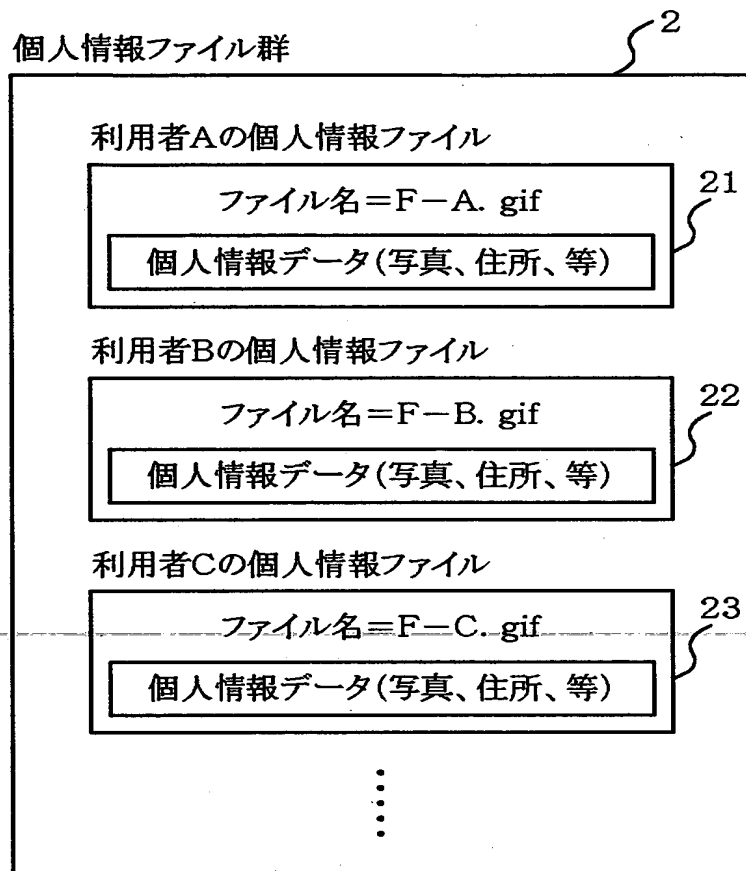 2
個人情報ファイル群
利用者Aの個人情報ファイル
21
ファイル名＝F－A. gif
個人情報データ(写真、住所、等)
利用者Bの個人情報ファイル
22
ファイル名＝F－B. gif
個人情報データ(写真、住所、等)
利用者Cの個人情報ファイル
23
ファイル名＝F－C. gif
個人情報データ(写真、住所、等)